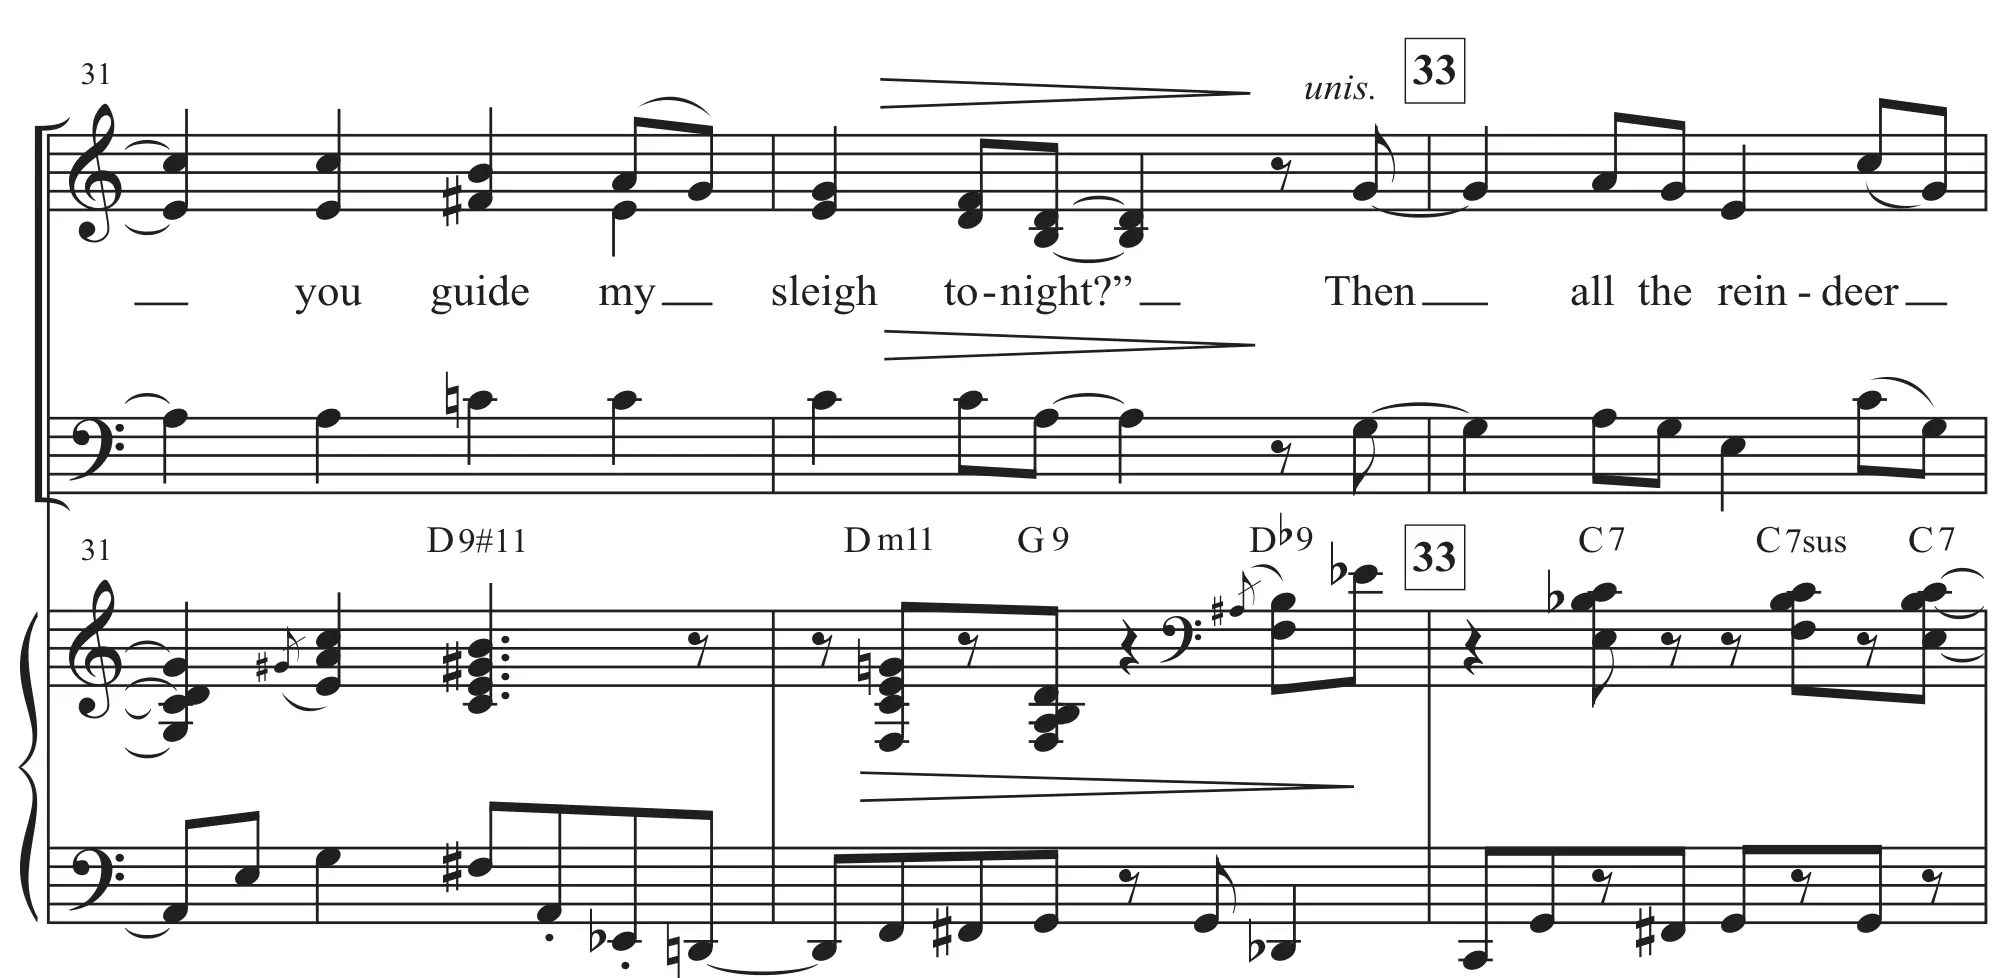 31
unis. 33
you guide my sleigh to-night?” Then all the rein-deer
31 D9#11 Dm11 G9 D♭9 33 C7 C7sus C7